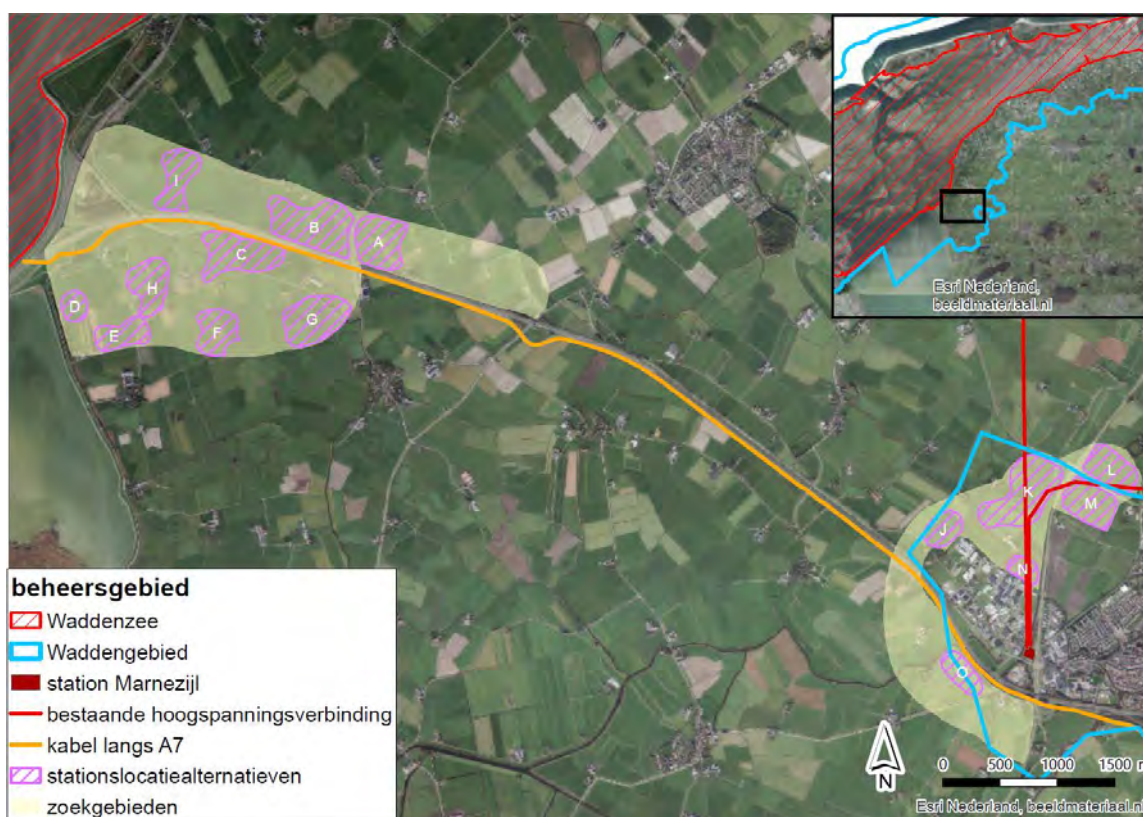 Esri Nederland,
beeldmateriaal.nl
I
B
A
C
H
D
E
F
G
L
K
M
J
N
O
beheersgebied
Waddenzee
Waddengebied
station Marnezijl
bestaande hoogspanningsverbinding
kabel langs A7
stationslocatiealternatieven
zoekgebieden
N
0 500 1000 1500 m
Esri Nederland, beeldmateriaal.nl